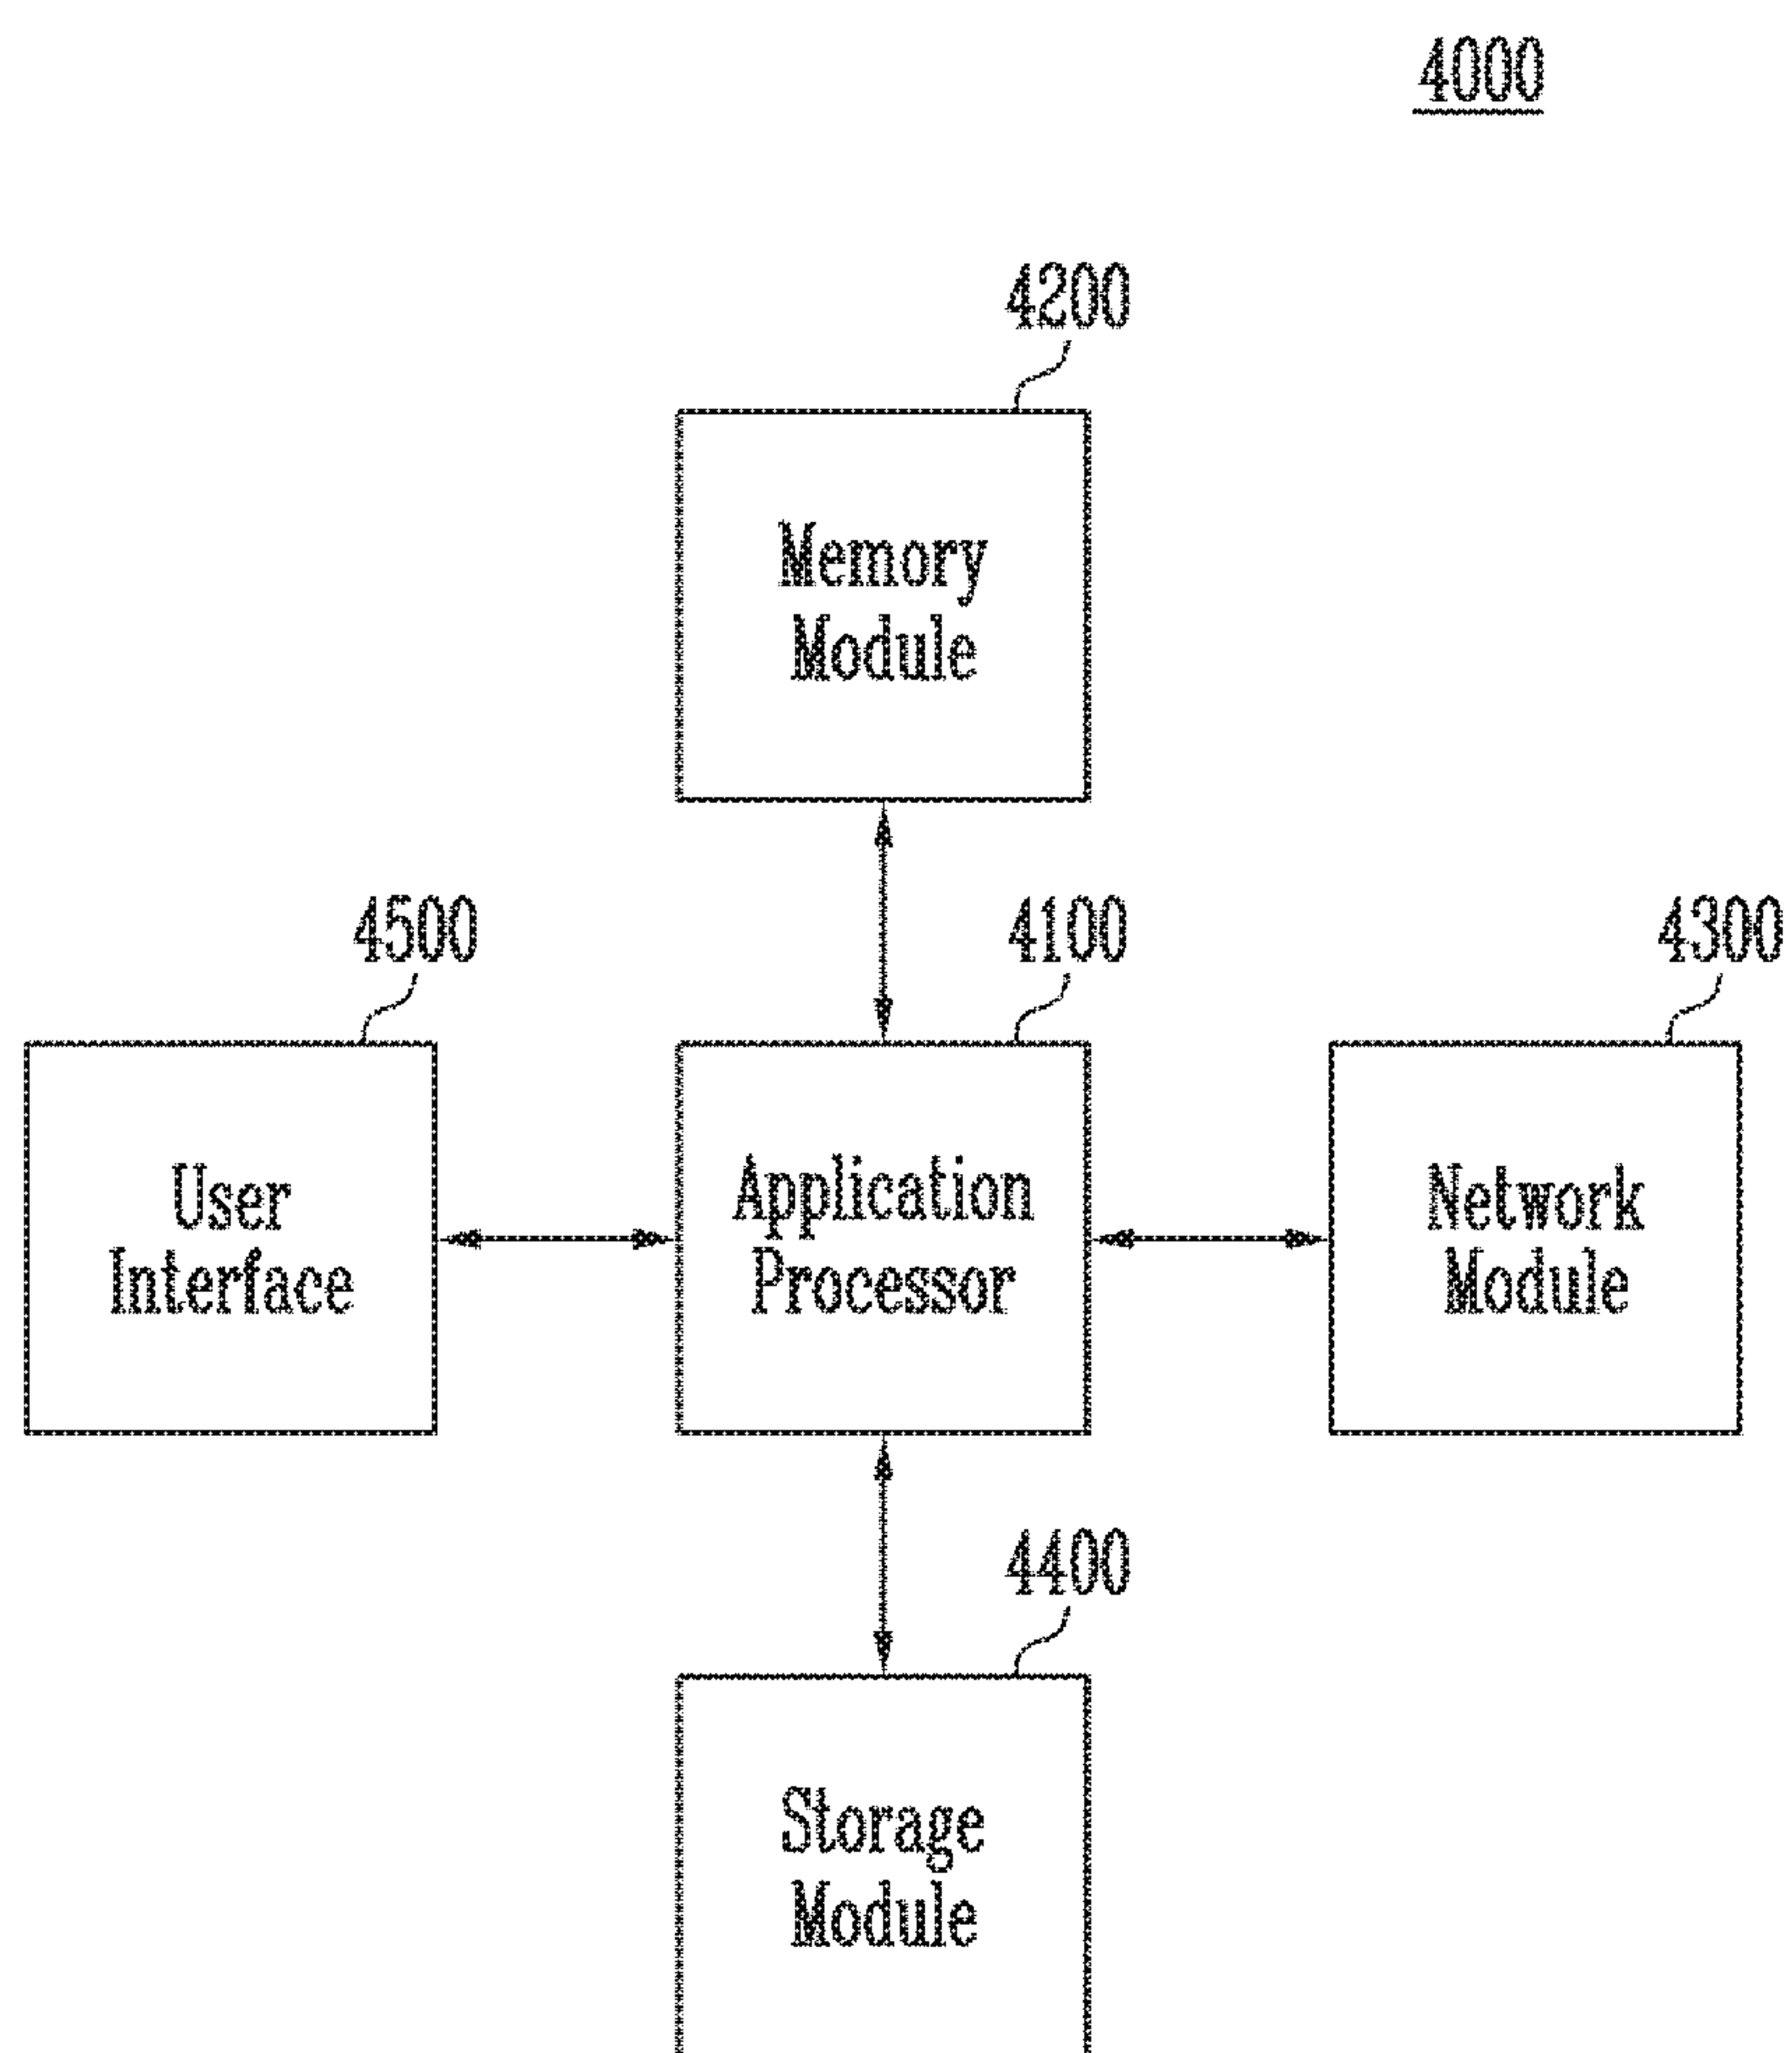 4000
4200
Memory
Module
4500
4100
4300
User
Interface
Application
Processor
Network
Module
4400
Storage
Module